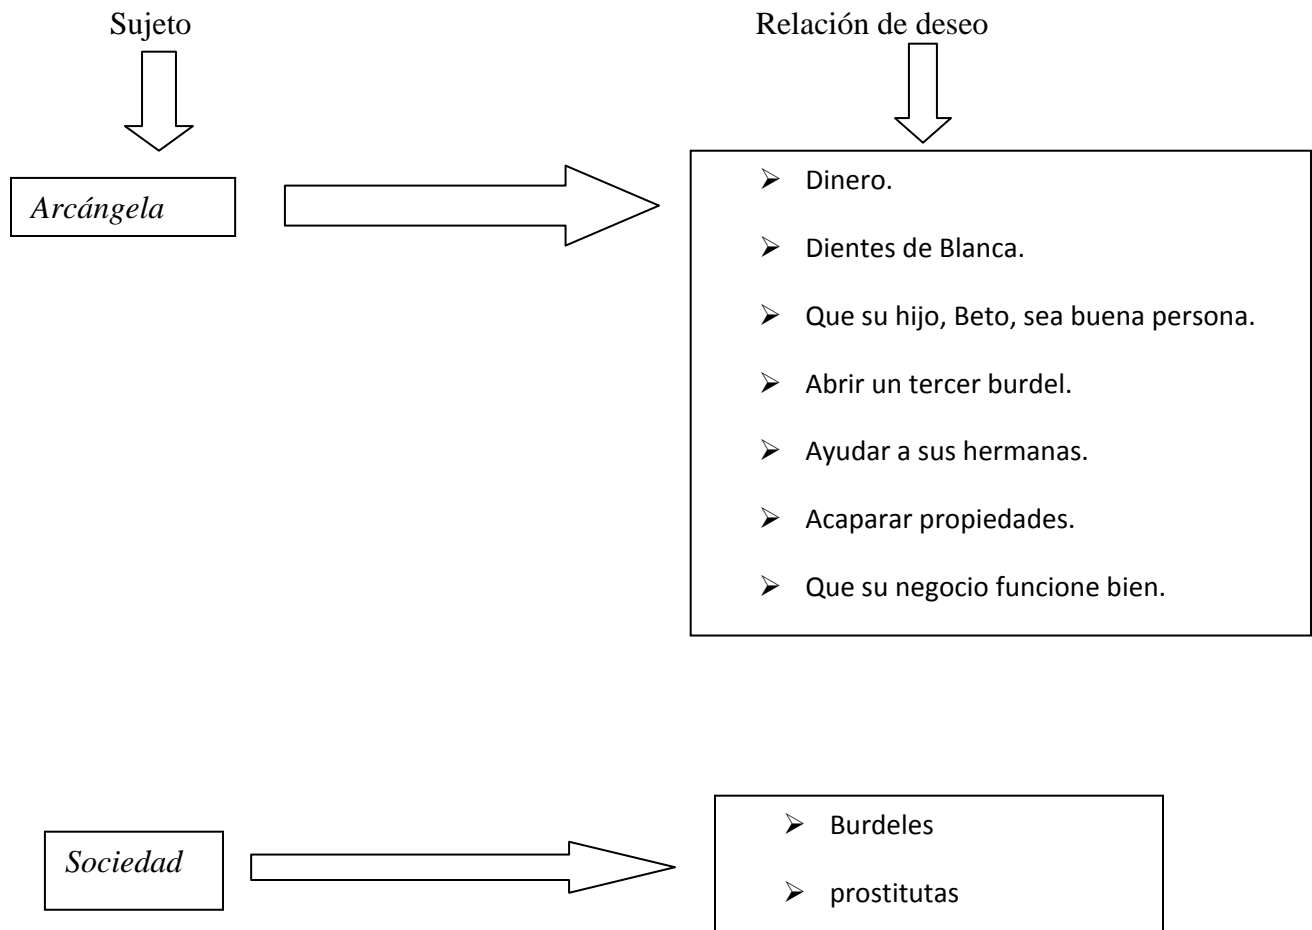 Sujeto
Relación de deseo
Arcángela
➢ Dinero.
➢ Dientes de Blanca.
➢ Que su hijo, Beto, sea buena persona.
➢ Abrir un tercer burdel.
➢ Ayudar a sus hermanas.
➢ Acaparar propiedades.
➢ Que su negocio funcione bien.
Sociedad
➢ Burdeles
➢ prostitutas